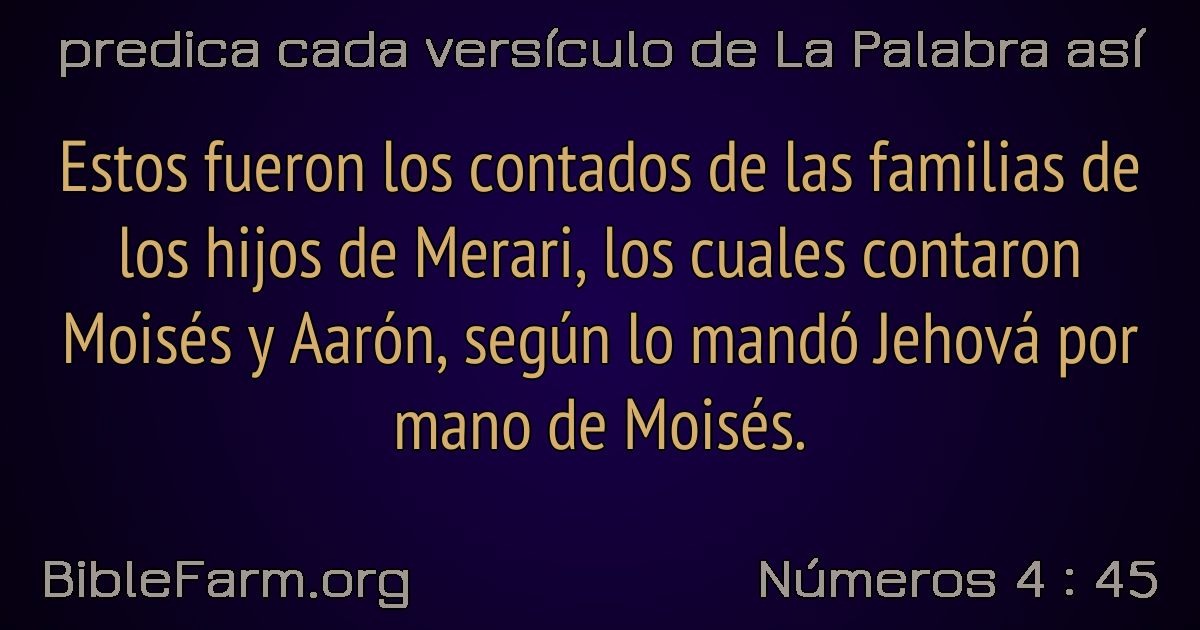 predica cada versículo de La Palabra así
Estos fueron los contados de las familias de
los hijos de Merari, los cuales contaron
Moisés y Aarón, según lo mandó Jehová por
mano de Moisés.
BibleFarm.org
Números 4 : 45